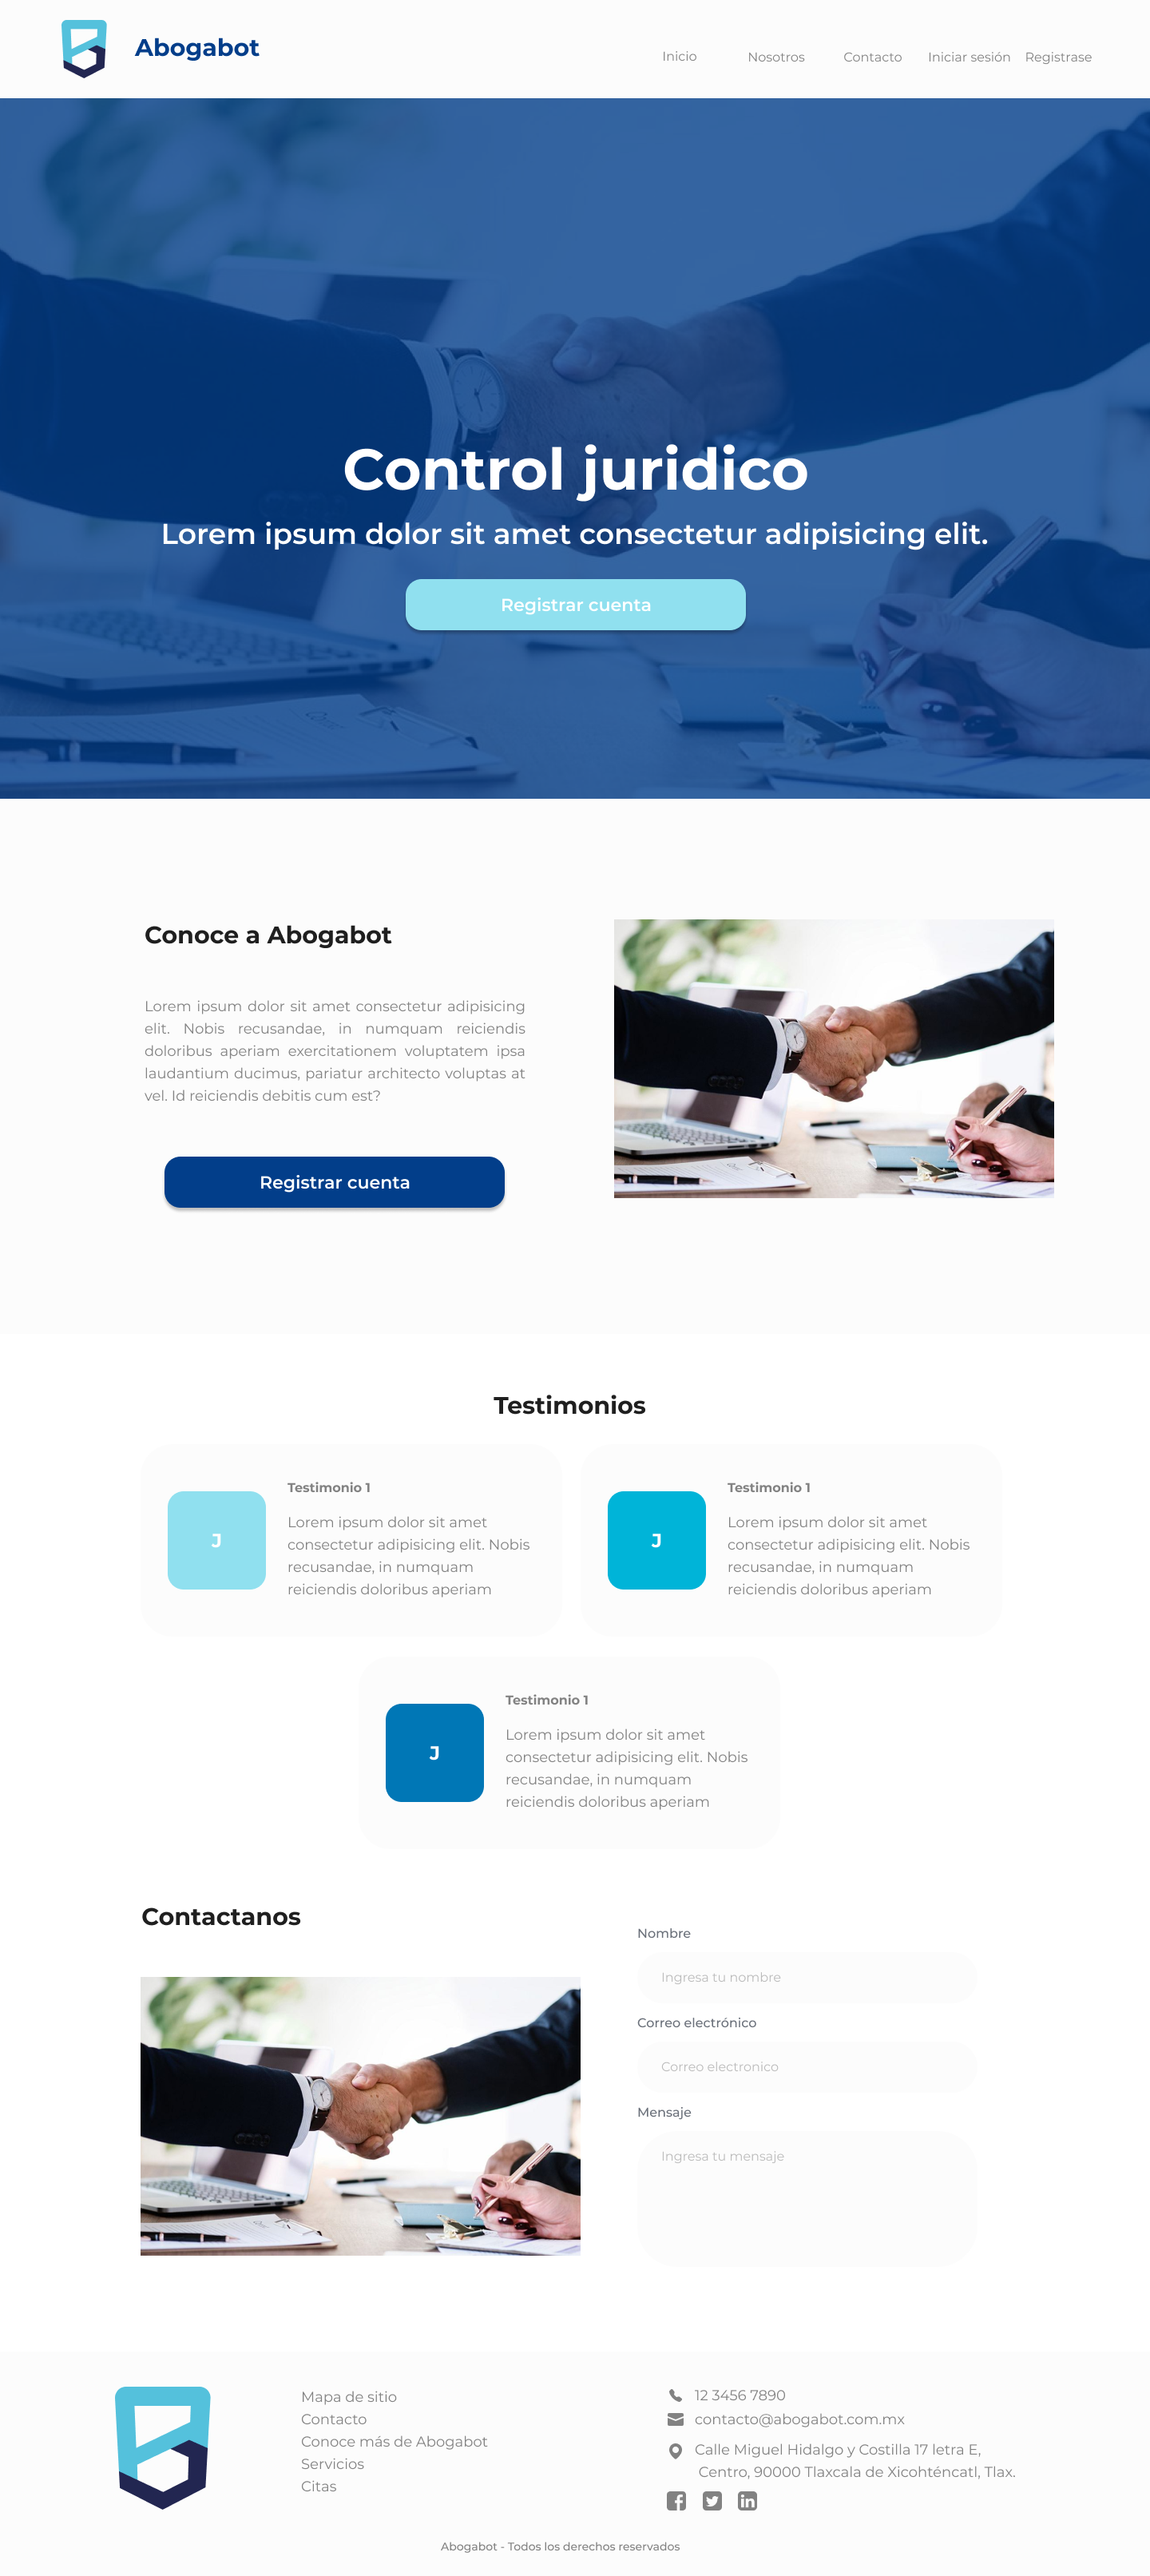 Abogabot
Inicio
Nosotros
Contacto
Iniciar sesión
Registrase
Control juridico
Lorem ipsum dolor sit amet consectetur adipisicing elit.
Registrar cuenta
Conoce a Abogabot
Lorem ipsum dolor sit amet consectetur adipisicing
elit. Nobis recusandae, in numquam reiciendis
doloribus aperiam exercitationem voluptatem ipsa
laudantium ducimus, pariatur architecto voluptas at
vel. Id reiciendis debitis cum est?
Registrar cuenta
Testimonios
J
Testimonio 1
Lorem ipsum dolor sit amet
consectetur adipisicing elit. Nobis
recusandae, in numquam
reiciendis doloribus aperiam
J
Testimonio 1
Lorem ipsum dolor sit amet
consectetur adipisicing elit. Nobis
recusandae, in numquam
reiciendis doloribus aperiam
J
Testimonio 1
Lorem ipsum dolor sit amet
consectetur adipisicing elit. Nobis
recusandae, in numquam
reiciendis doloribus aperiam
Contactanos
Nombre
Ingresa tu nombre
Correo electrónico
Correo electronico
Mensaje
Ingresa tu mensaje
Mapa de sitio
Contacto
Conoce más de Abogabot
Servicios
Citas
12 3456 7890
contacto@abogabot.com.mx
Calle Miguel Hidalgo y Costilla 17 letra E,
Centro, 90000 Tlaxcala de Xicohténcatl, Tlax.
Abogabot - Todos los derechos reservados